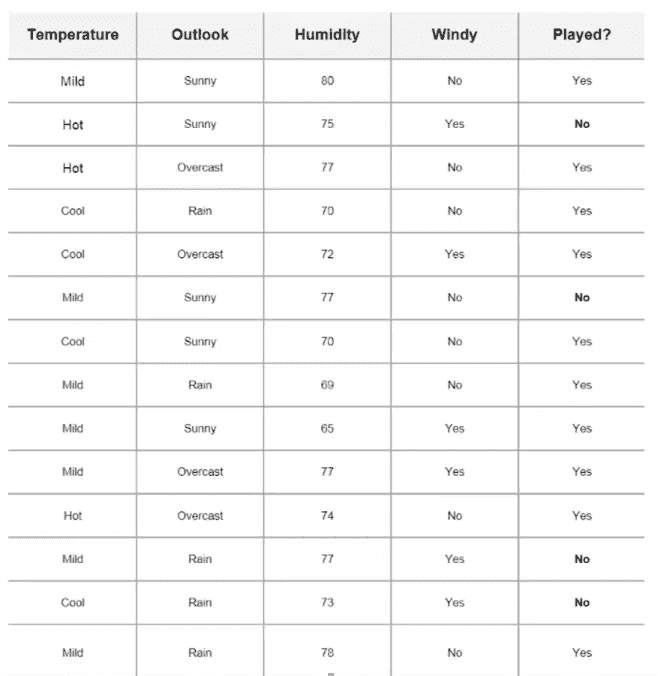 Temperature Outlook Humidity Windy Played?
Mild Sunny 80 No Yes
Hot Sunny 75 Yes No
Hot Overcast 77 No Yes
Cool Rain 70 No Yes
Cool Overcast 72 Yes Yes
Mild Sunny 77 No No
Cool Sunny 70 No Yes
Mild Rain 69 No Yes
Mild Sunny 65 Yes Yes
Mild Overcast 77 Yes Yes
Hot Overcast 74 No Yes
Mild Rain 77 Yes No
Cool Rain 73 Yes No
Mild Rain 78 No Yes